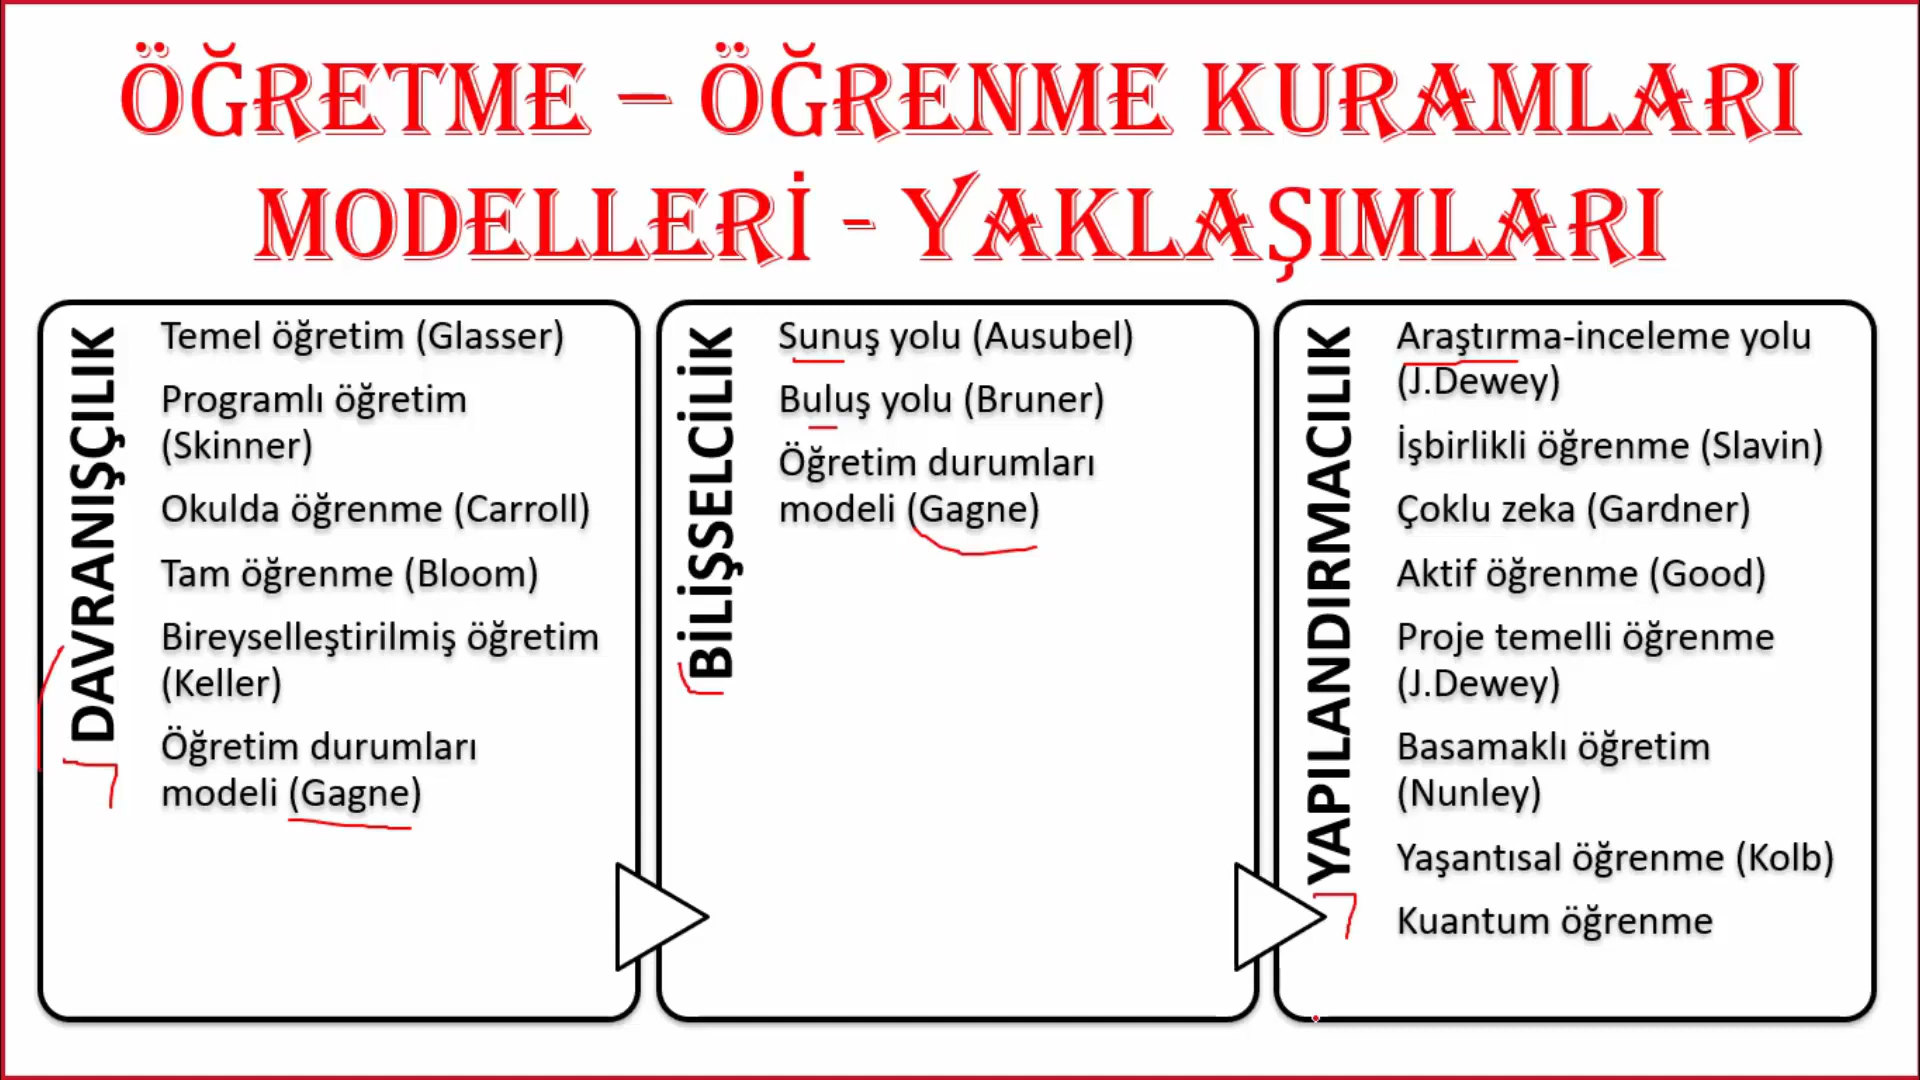 ÖĞRETME – ÖĞRENME KURAMLARI
MODELLERİ - YAKLAŞIMLARI
DAVRANIŞÇILIK
Temel öğretim (Glasser)
Programlı öğretim
(Skinner)
Okulda öğrenme (Carroll)
Tam öğrenme (Bloom)
Bireyselleştirilmiş öğretim
(Keller)
Öğretim durumları
modeli (Gagne)
BİLİŞSELCİLİK
Sunuş yolu (Ausubel)
Buluş yolu (Bruner)
Öğretim durumları
modeli (Gagne)
YAPILANDIRMACILIK
Araştırma-inceleme yolu
(J.Dewey)
İşbirlikli öğrenme (Slavin)
Çoklu zeka (Gardner)
Aktif öğrenme (Good)
Proje temelli öğrenme
(J.Dewey)
Basamaklı öğretim
(Nunley)
Yaşantısal öğrenme (Kolb)
Kuantum öğrenme